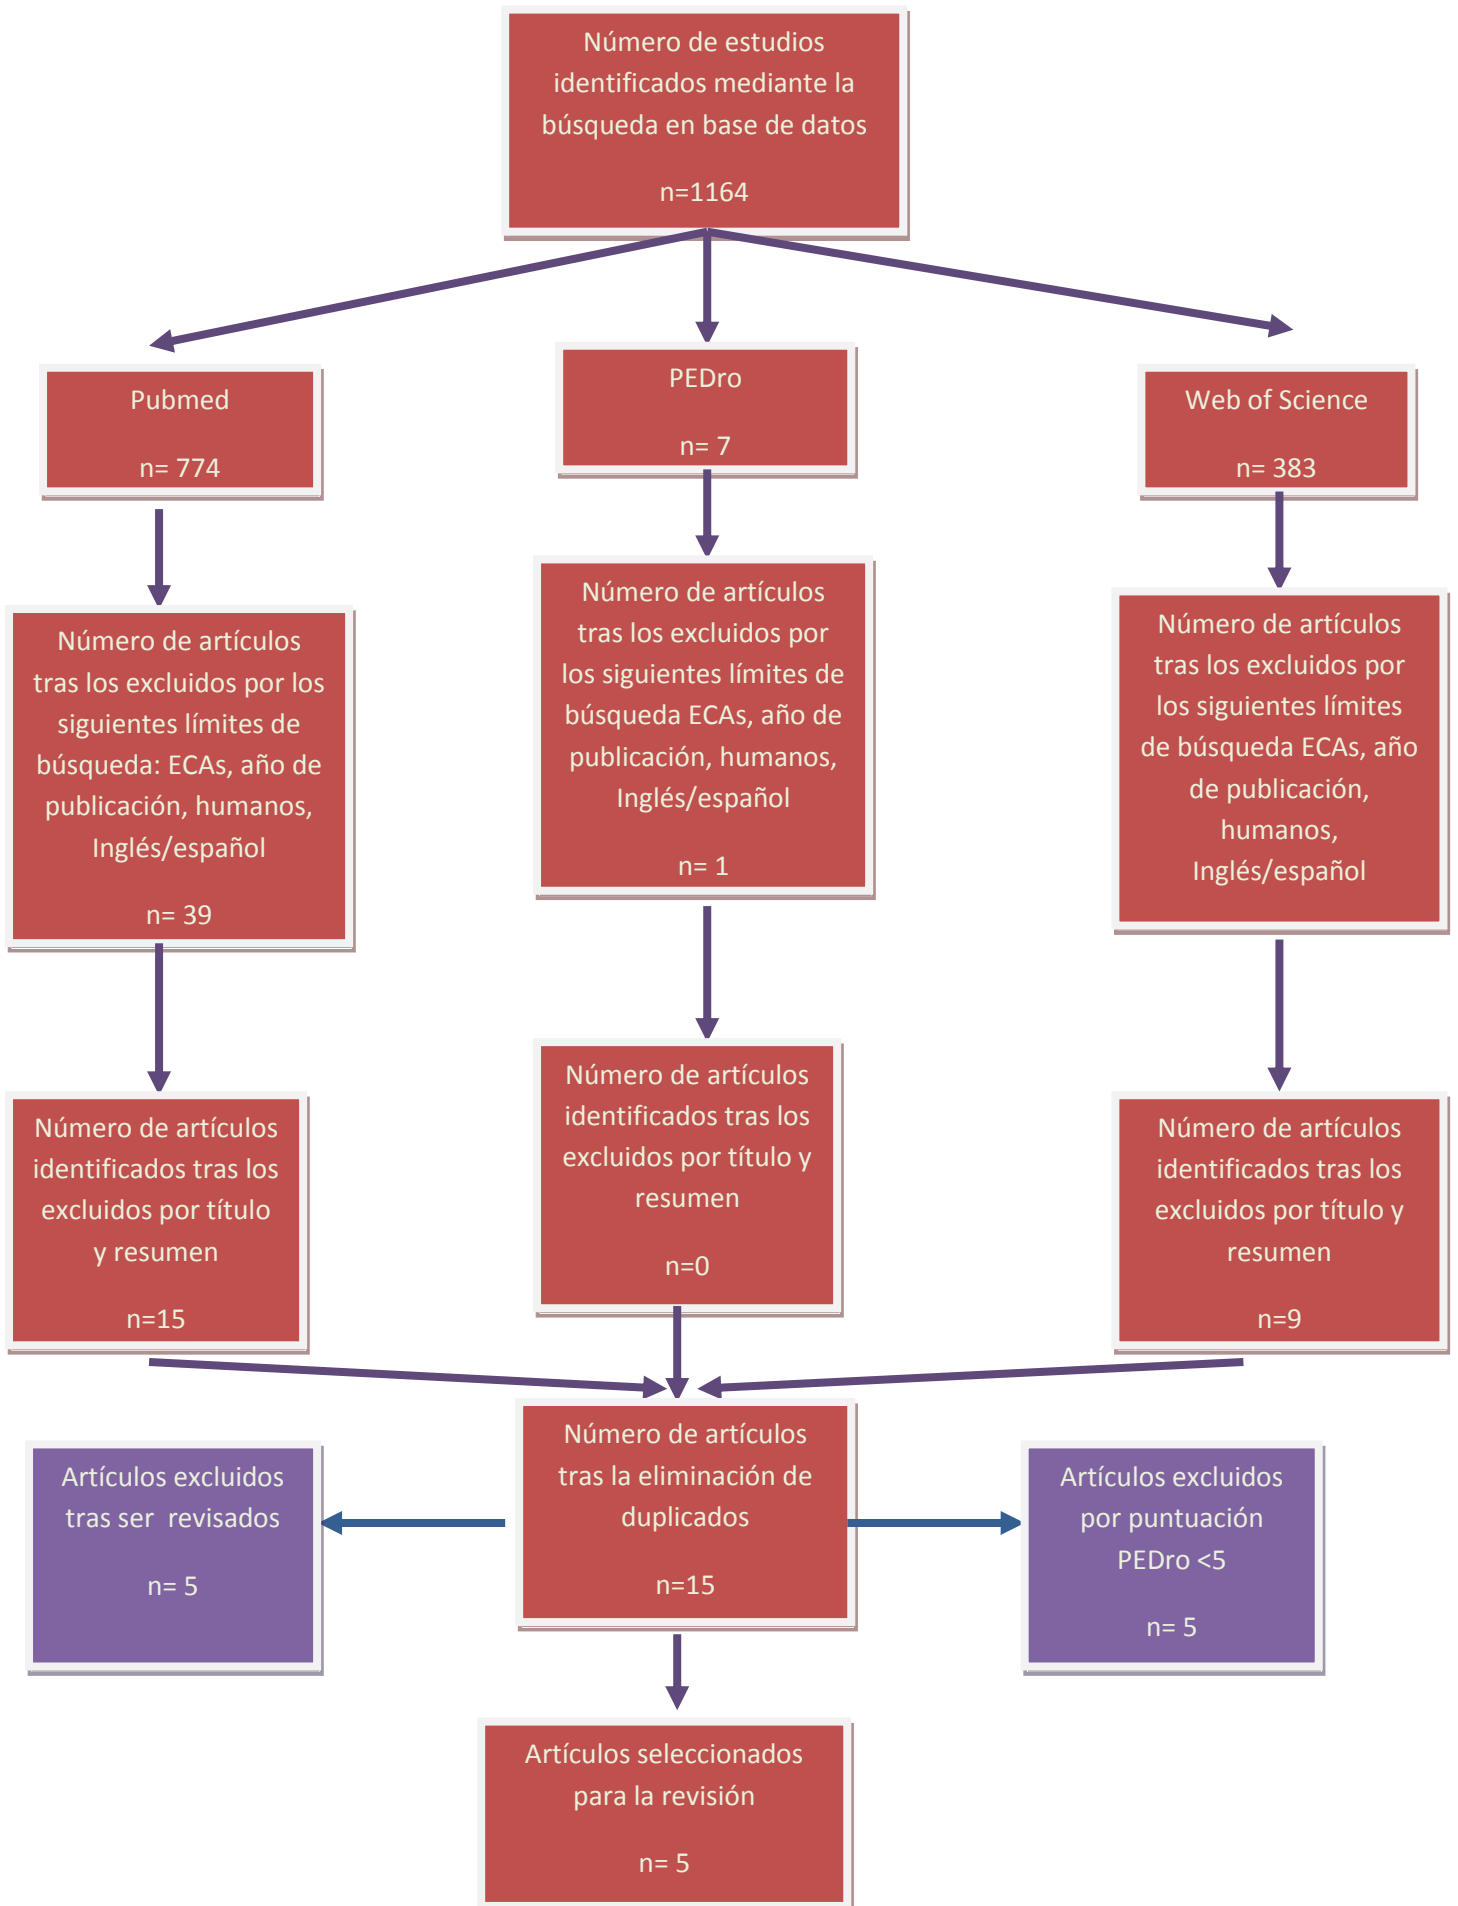 Número de estudios
identificados mediante la
búsqueda en base de datos
n=1164
Pubmed
n= 774
PEDro
n= 7
Web of Science
n= 383
Número de artículos
tras los excluidos por los
siguientes límites de
búsqueda: ECAs, año de
publicación, humanos,
Inglés/español
n= 39
Número de artículos
tras los excluidos por
los siguientes límites de
búsqueda ECAs, año de
publicación, humanos,
Inglés/español
n= 1
Número de artículos
tras los excluidos por
los siguientes límites
de búsqueda ECAs, año
de publicación,
humanos,
Inglés/español
Número de artículos
identificados tras los
excluidos por título
y resumen
n=15
Número de artículos
identificados tras los
excluidos por título y
resumen
n=0
Número de artículos
identificados tras los
excluidos por título y
resumen
n=9
Artículos excluidos
tras ser  revisados
n= 5
Número de artículos
tras la eliminación de
duplicados
n=15
Artículos excluidos
por puntuación
PEDro <5
n= 5
Artículos seleccionados
para la revisión
n= 5